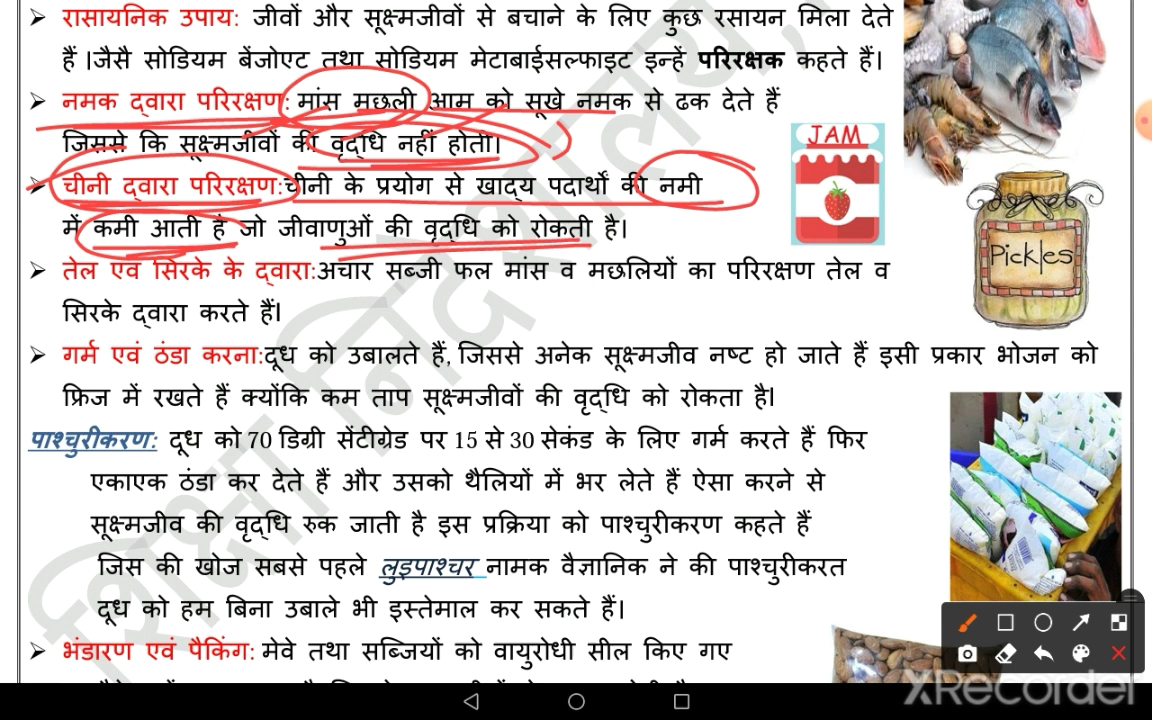 ➤ रासायनिक उपाय: जीवों और सूक्ष्मजीवों से बचाने के लिए कुछ रसायन मिला देते
हैं ।जैसै सोडियम बेंजोएट तथा सोडियम मेटाबाईसल्फाइट इन्हें परिरक्षक कहते हैं।
➤ नमक द्वारा परिरक्षण: मांस मछली आम को सूखे नमक से ढक देते हैं
जिससे कि सूक्ष्मजीवों की वृद्धि नहीं होती।
➤ चीनी द्वारा परिरक्षण:चीनी के प्रयोग से खाद्य पदार्थों की नमी
में कमी आती है जो जीवाणुओं की वृद्धि को रोकती है।
JAM
➤ तेल एवं सिरके के द्वारा:अचार सब्जी फल मांस व मछलियों का परिरक्षण तेल व
सिरके द्वारा करते हैं।
Pickles
➤ गर्म एवं ठंडा करना:दूध को उबालते हैं, जिससे अनेक सूक्ष्मजीव नष्ट हो जाते हैं इसी प्रकार भोजन को
फ्रिज में रखते हैं क्योंकि कम ताप सूक्ष्मजीवों की वृद्धि को रोकता है।
पाश्चुरीकरण: दूध को 70 डिग्री सेंटीग्रेड पर 15 से 30 सेकंड के लिए गर्म करते हैं फिर
एकाएक ठंडा कर देते हैं और उसको थैलियों में भर लेते हैं ऐसा करने से
सूक्ष्मजीव की वृद्धि रुक जाती है इस प्रक्रिया को पाश्चुरीकरण कहते हैं
जिस की खोज सबसे पहले लुइपाश्चर नामक वैज्ञानिक ने की पाश्चुरीकरत
दूध को हम बिना उबाले भी इस्तेमाल कर सकते हैं।
➤ भंडारण एवं पैकिंग: मेवे तथा सब्जियों को वायुरोधी सील किए गए
शिक्षा निदेशालय,
XRecorder